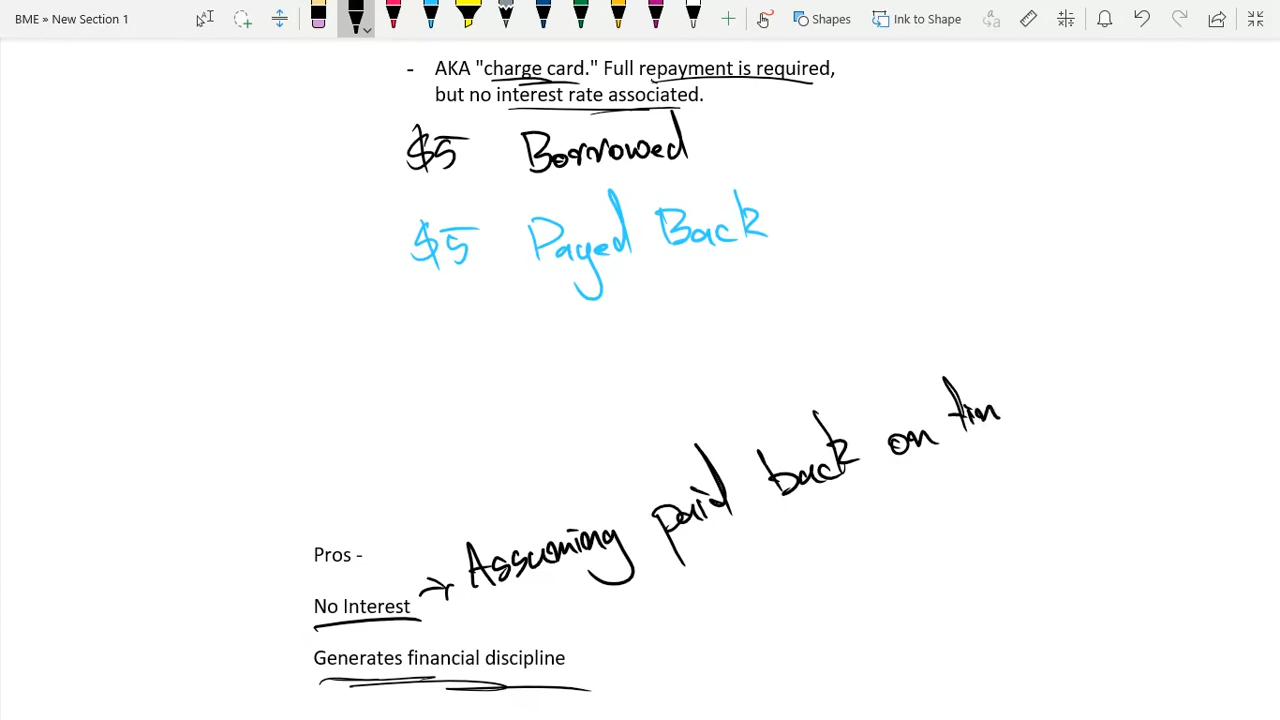 BME » New Section 1
Shapes
Ink to Shape
- AKA "charge card." Full repayment is required,
but no interest rate associated.
$5 Borrowed
$5 Payed Back
Assuming paid back on tim
Pros -
No Interest
Generates financial discipline